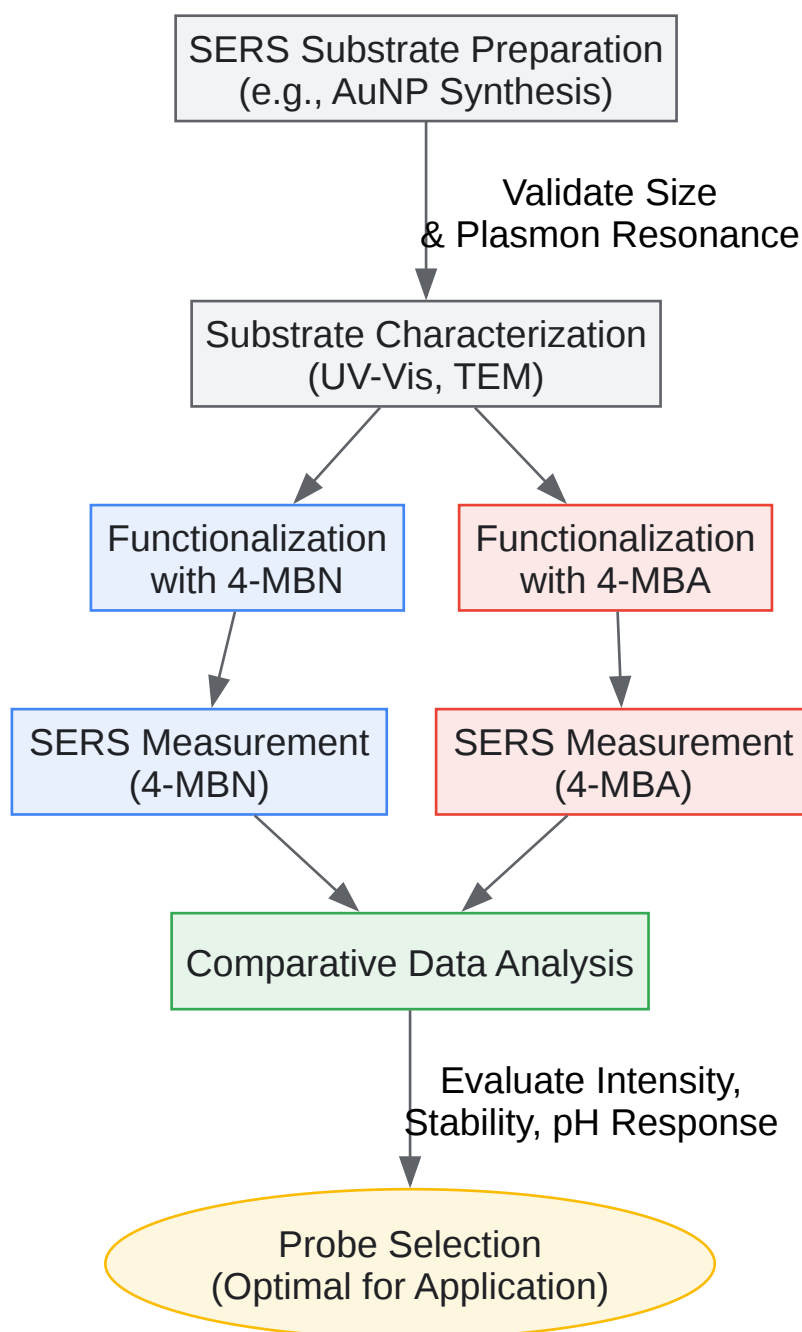 SERS Substrate Preparation
(e.g., AuNP Synthesis)
Validate Size
& Plasmon Resonance
Substrate Characterization
(UV-Vis, TEM)
Functionalization
with 4-MBN
Functionalization
with 4-MBA
SERS Measurement
(4-MBN)
SERS Measurement
(4-MBA)
Comparative Data Analysis
Evaluate Intensity,
Stability, pH Response
Probe Selection
(Optimal for Application)